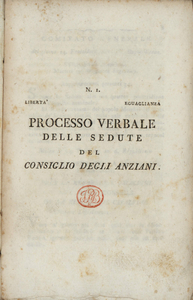 N. 1.
LIBERTA' EGUAGLIANZA
PROCESSO VERBALE
DELLE SEDUTE
DEL
CONSIGLIO DEGLI ANZIANI.